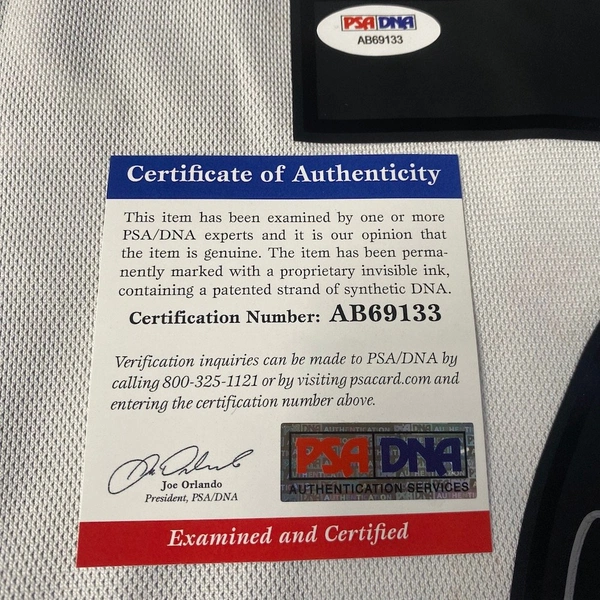 PSA DNA
AB69133
Certificate of Authenticity
This item has been examined by one or more
PSA/DNA experts and it is our opinion that
the item is genuine. The item has been perma-
nently marked with a proprietary invisible ink,
containing a patented strand of synthetic DNA.
Certification Number: AB69133
Verification inquiries can be made to PSA/DNA by
calling 800-325-1121 or by visiting psacard.com and
entering the certification number above.
Joe Orlando
President, PSA/DNA
PSA DNA
AUTHENTICATION SERVICES
Examined and Certified